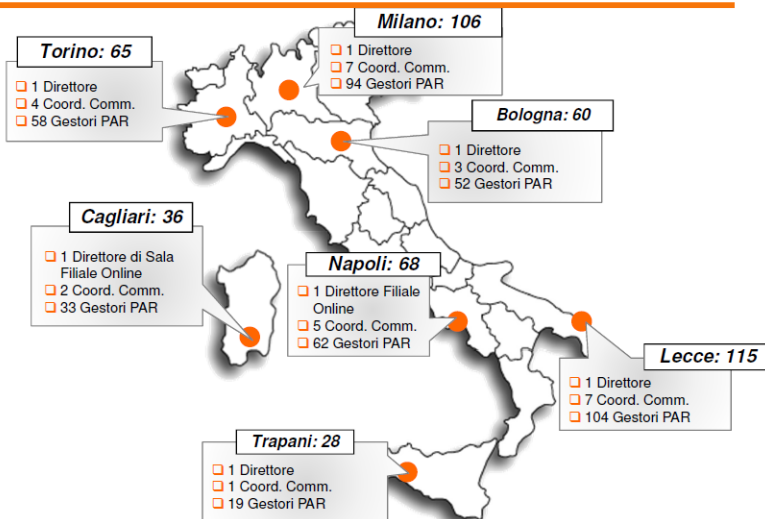 Milano: 106
1 Direttore
7 Coord. Comm.
94 Gestori PAR
Torino: 65
1 Direttore
4 Coord. Comm.
58 Gestori PAR
Bologna: 60
1 Direttore
3 Coord. Comm.
52 Gestori PAR
Cagliari: 36
1 Direttore di Sala
Filiale Online
2 Coord. Comm.
33 Gestori PAR
Napoli: 68
1 Direttore Filiale
Online
5 Coord. Comm.
62 Gestori PAR
Lecce: 115
1 Direttore
7 Coord. Comm.
104 Gestori PAR
Trapani: 28
1 Direttore
1 Coord. Comm.
19 Gestori PAR